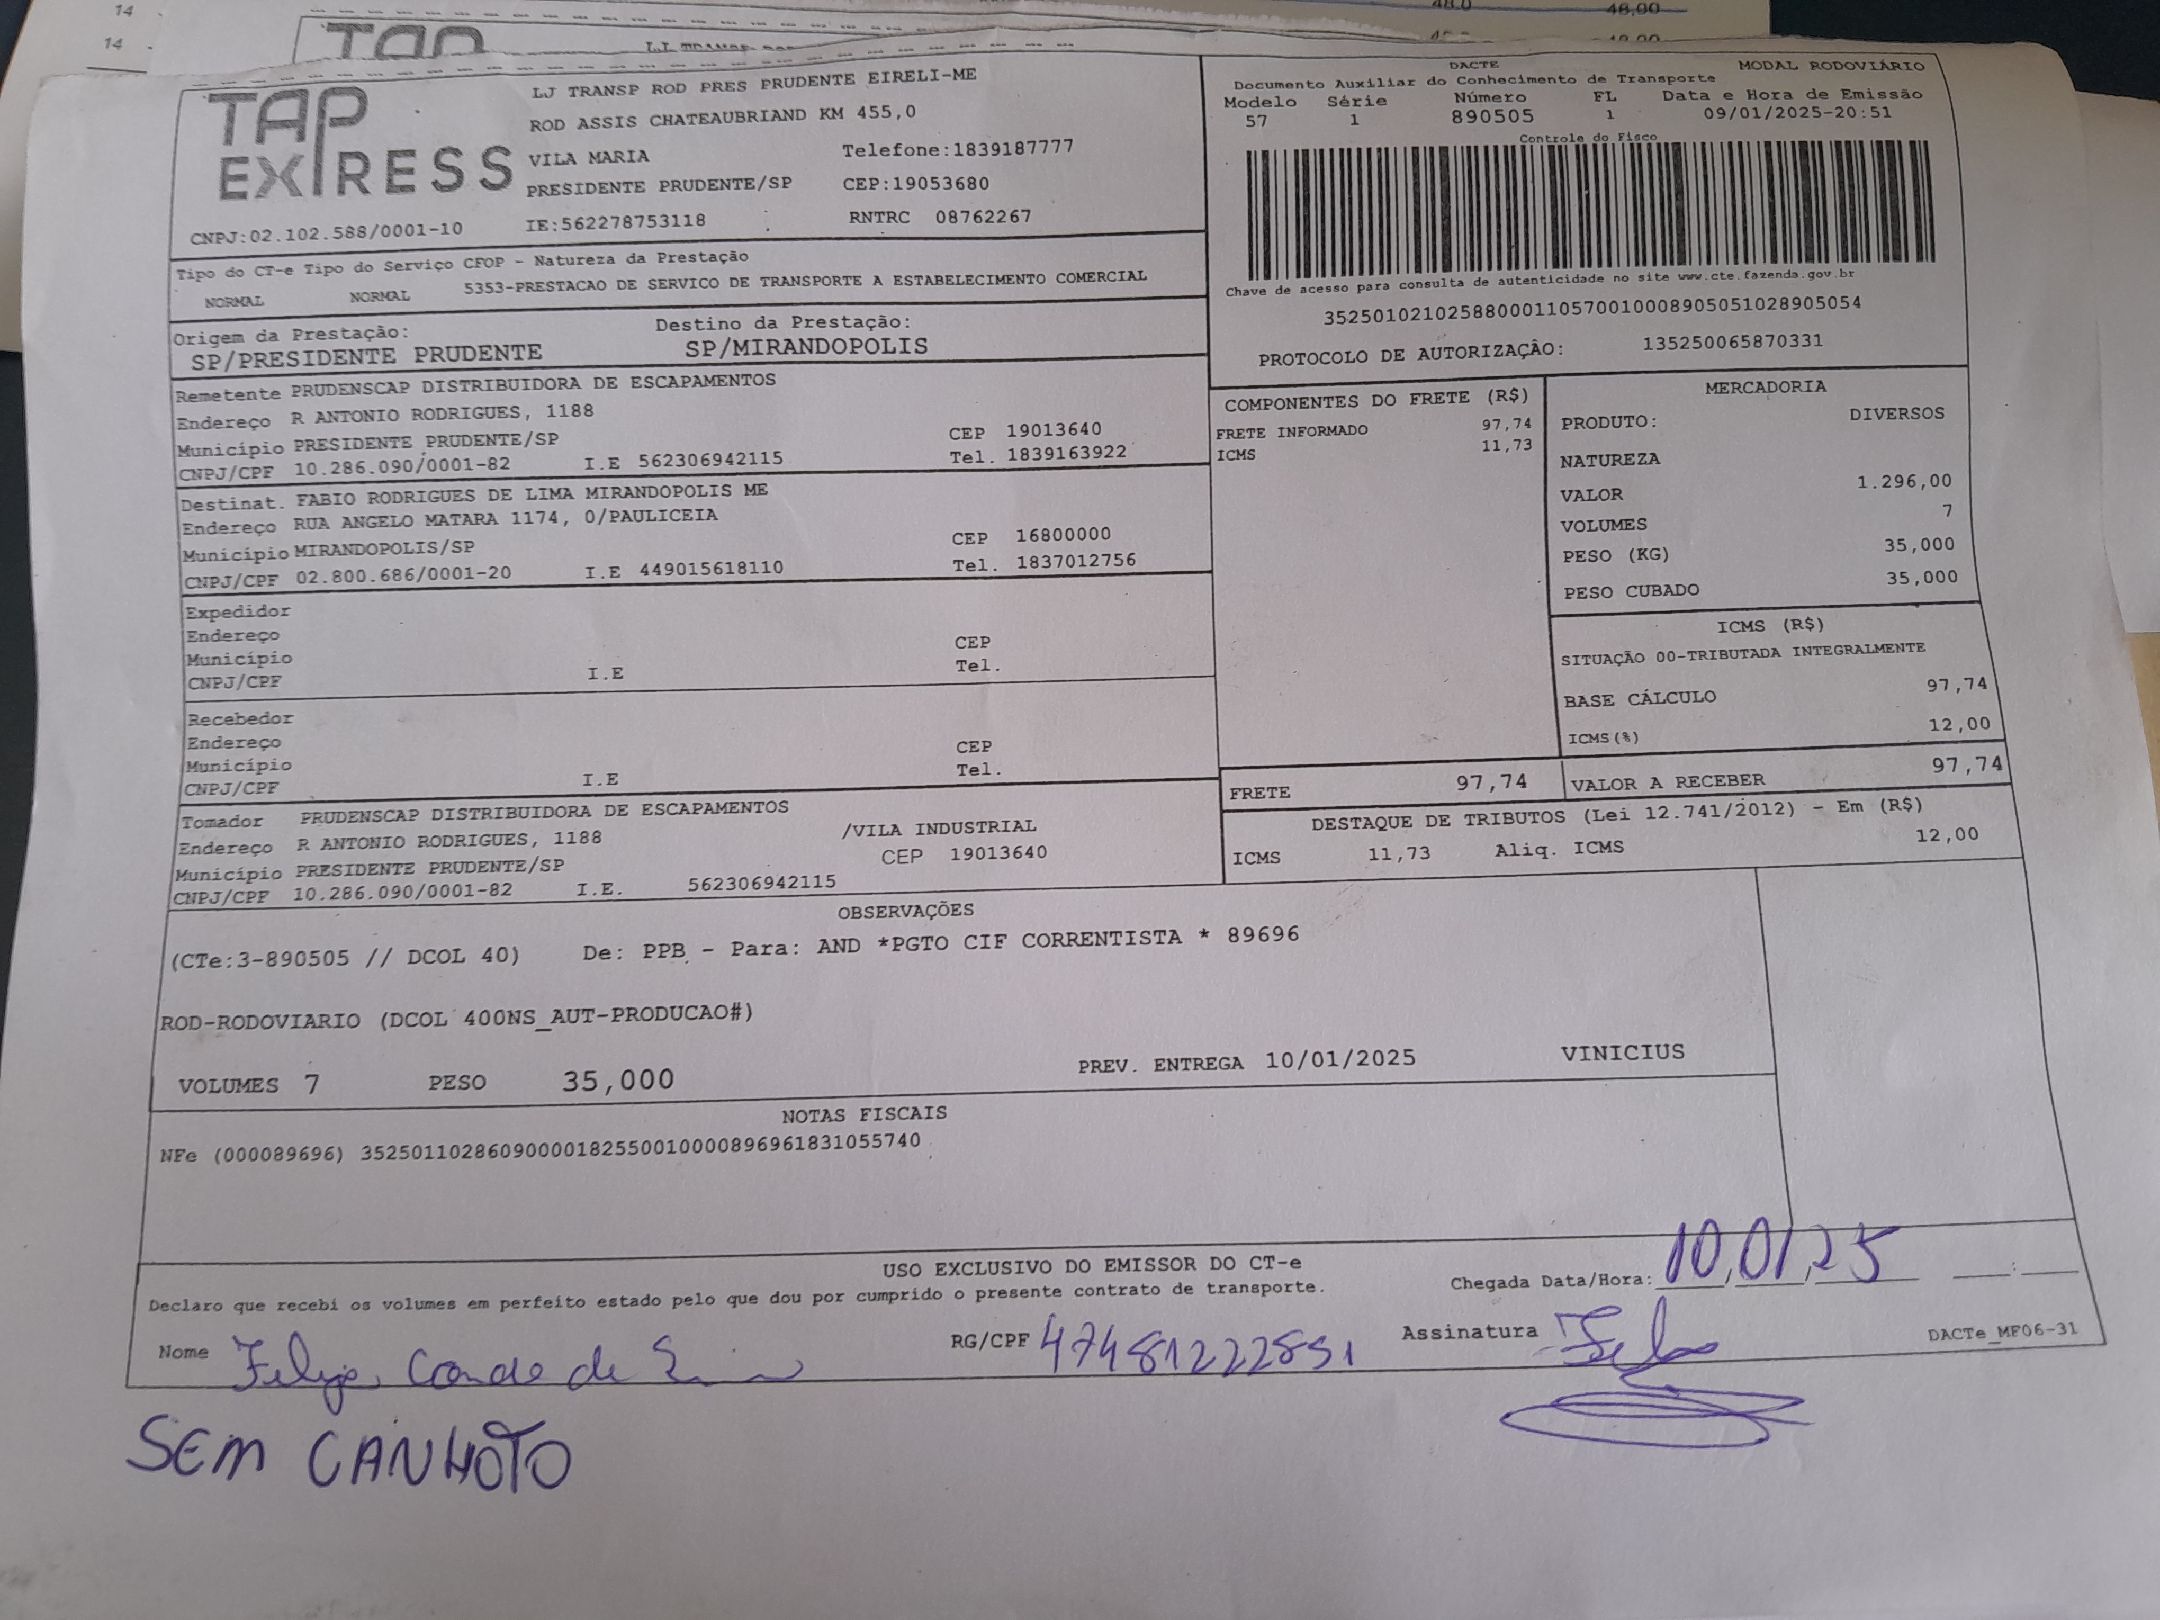 14
14
48,0
48,00
TAP
LJ TRANSP ROD
TAP EXPRESS
LJ TRANSP ROD PRES PRUDENTE EIRELI-ME
ROD ASSIS CHATEAUBRIAND KM 455,0
VILA MARIA Telefone:1839187777
PRESIDENTE PRUDENTE/SP CEP:19053680
CNPJ:02.102.588/0001-10 IE:562278753118 RNTRC 08762267
DACTE MODAL RODOVIÁRIO
Documento Auxiliar do Conhecimento de Transporte
Modelo Série Número FL Data e Hora de Emissão
57 1 890505 1 09/01/2025-20:51
Controle do Fisco
Chave de acesso para consulta de autenticidade no site www.cte.fazenda.gov.br
35250102102588000110570010008905051028905054
PROTOCOLO DE AUTORIZAÇÃO: 135250065870331
Tipo do CT-e Tipo do Serviço CFOP - Natureza da Prestação
NORMAL NORMAL 5353-PRESTACAO DE SERVICO DE TRANSPORTE A ESTABELECIMENTO COMERCIAL
Origem da Prestação: Destino da Prestação:
SP/PRESIDENTE PRUDENTE SP/MIRANDOPOLIS
Remetente PRUDENSCAP DISTRIBUIDORA DE ESCAPAMENTOS
Endereço R ANTONIO RODRIGUES, 1188
Município PRESIDENTE PRUDENTE/SP CEP 19013640
CNPJ/CPF 10.286.090/0001-82 I.E 562306942115 Tel. 1839163922
Destinat. FABIO RODRIGUES DE LIMA MIRANDOPOLIS ME
Endereço RUA ANGELO MATARA 1174, 0/PAULICEIA
Município MIRANDOPOLIS/SP CEP 16800000
CNPJ/CPF 02.800.686/0001-20 I.E 449015618110 Tel. 1837012756
Expedidor
Endereço
Município CEP
CNPJ/CPF I.E Tel.
Recebedor
Endereço
Município CEP
CNPJ/CPF I.E Tel.
Tomador PRUDENSCAP DISTRIBUIDORA DE ESCAPAMENTOS
Endereço R ANTONIO RODRIGUES, 1188 /VILA INDUSTRIAL
Município PRESIDENTE PRUDENTE/SP CEP 19013640
CNPJ/CPF 10.286.090/0001-82 I.E. 562306942115
COMPONENTES DO FRETE (R$)
FRETE INFORMADO 97,74
ICMS 11,73
MERCADORIA
PRODUTO: DIVERSOS
NATUREZA
VALOR 1.296,00
VOLUMES 7
PESO (KG) 35,000
PESO CUBADO 35,000
ICMS (R$)
SITUAÇÃO 00-TRIBUTADA INTEGRALMENTE
BASE CÁLCULO 97,74
ICMS(%) 12,00
FRETE 97,74 VALOR A RECEBER 97,74
DESTAQUE DE TRIBUTOS (Lei 12.741/2012) - Em (R$)
ICMS 11,73 Aliq. ICMS 12,00
OBSERVAÇÕES
(CTe:3-890505 // DCOL 40) De: PPB - Para: AND *PGTO CIF CORRENTISTA * 89696
ROD-RODOVIARIO (DCOL 400NS_AUT-PRODUCAO#)
VOLUMES 7 PESO 35,000 PREV. ENTREGA 10/01/2025 VINICIUS
NOTAS FISCAIS
NFe (000089696) 35250110286090000182550010000896961831055740
USO EXCLUSIVO DO EMISSOR DO CT-e
Declaro que recebi os volumes em perfeito estado pelo que dou por cumprido o presente contrato de transporte.
Chegada Data/Hora: 10,01,25 :
Nome Felipe Conde de RG/CPF 47481222851 Assinatura
DACTe_MF06-31
SEM CANHOTO